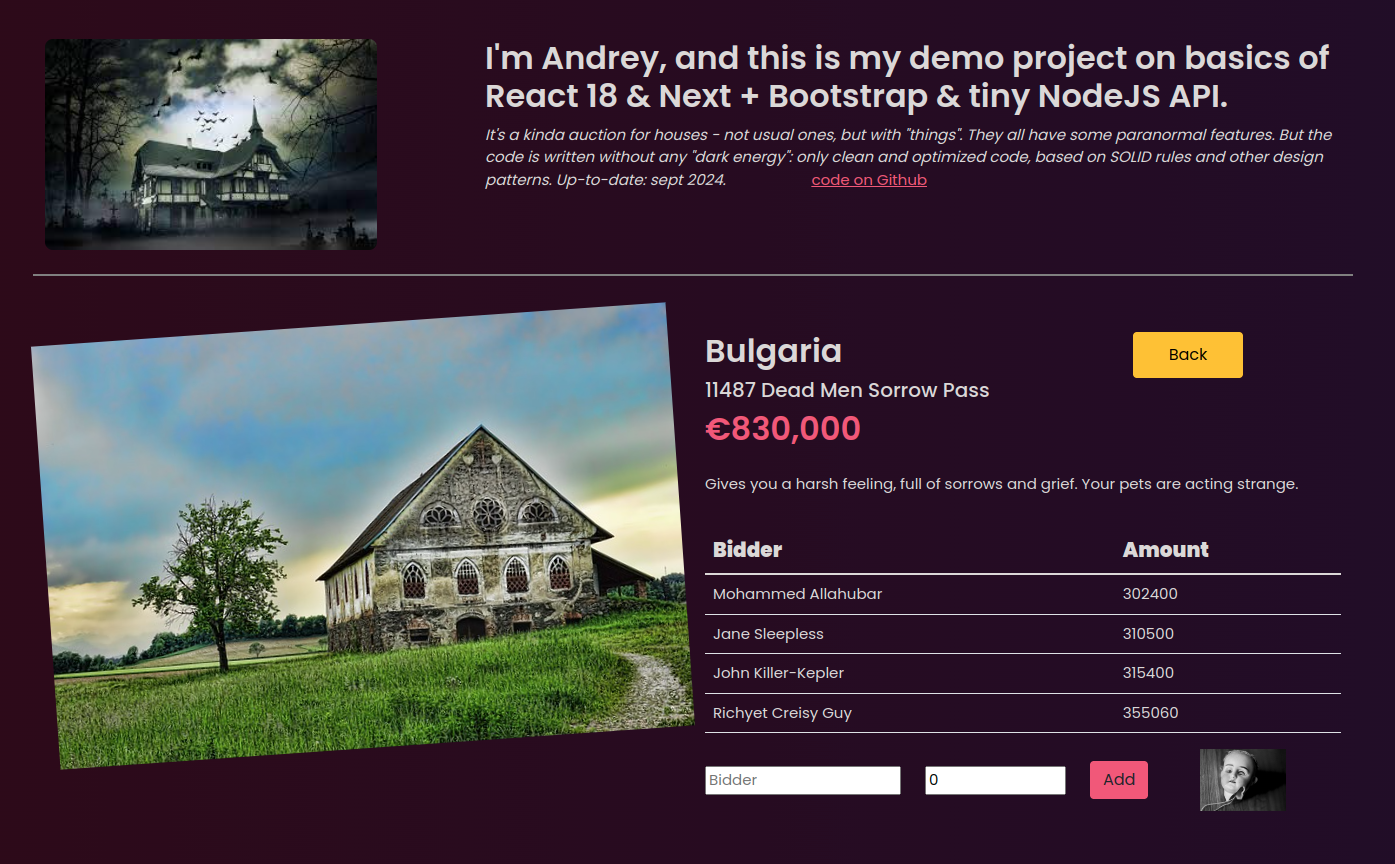 I'm Andrey, and this is my demo project on basics of
React 18 & Next + Bootstrap & tiny NodeJS API.
It's a kinda auction for houses - not usual ones, but with "things". They all have some paranormal features. But the
code is written without any "dark energy": only clean and optimized code, based on SOLID rules and other design
patterns. Up-to-date: sept 2024. code on Github
Bulgaria
Back
11487 Dead Men Sorrow Pass
€830,000
Gives you a harsh feeling, full of sorrows and grief. Your pets are acting strange.
Bidder Amount
Mohammed Allahubar 302400
Jane Sleepless 310500
John Killer-Kepler 315400
Richyet Creisy Guy 355060
Bidder 0 Add